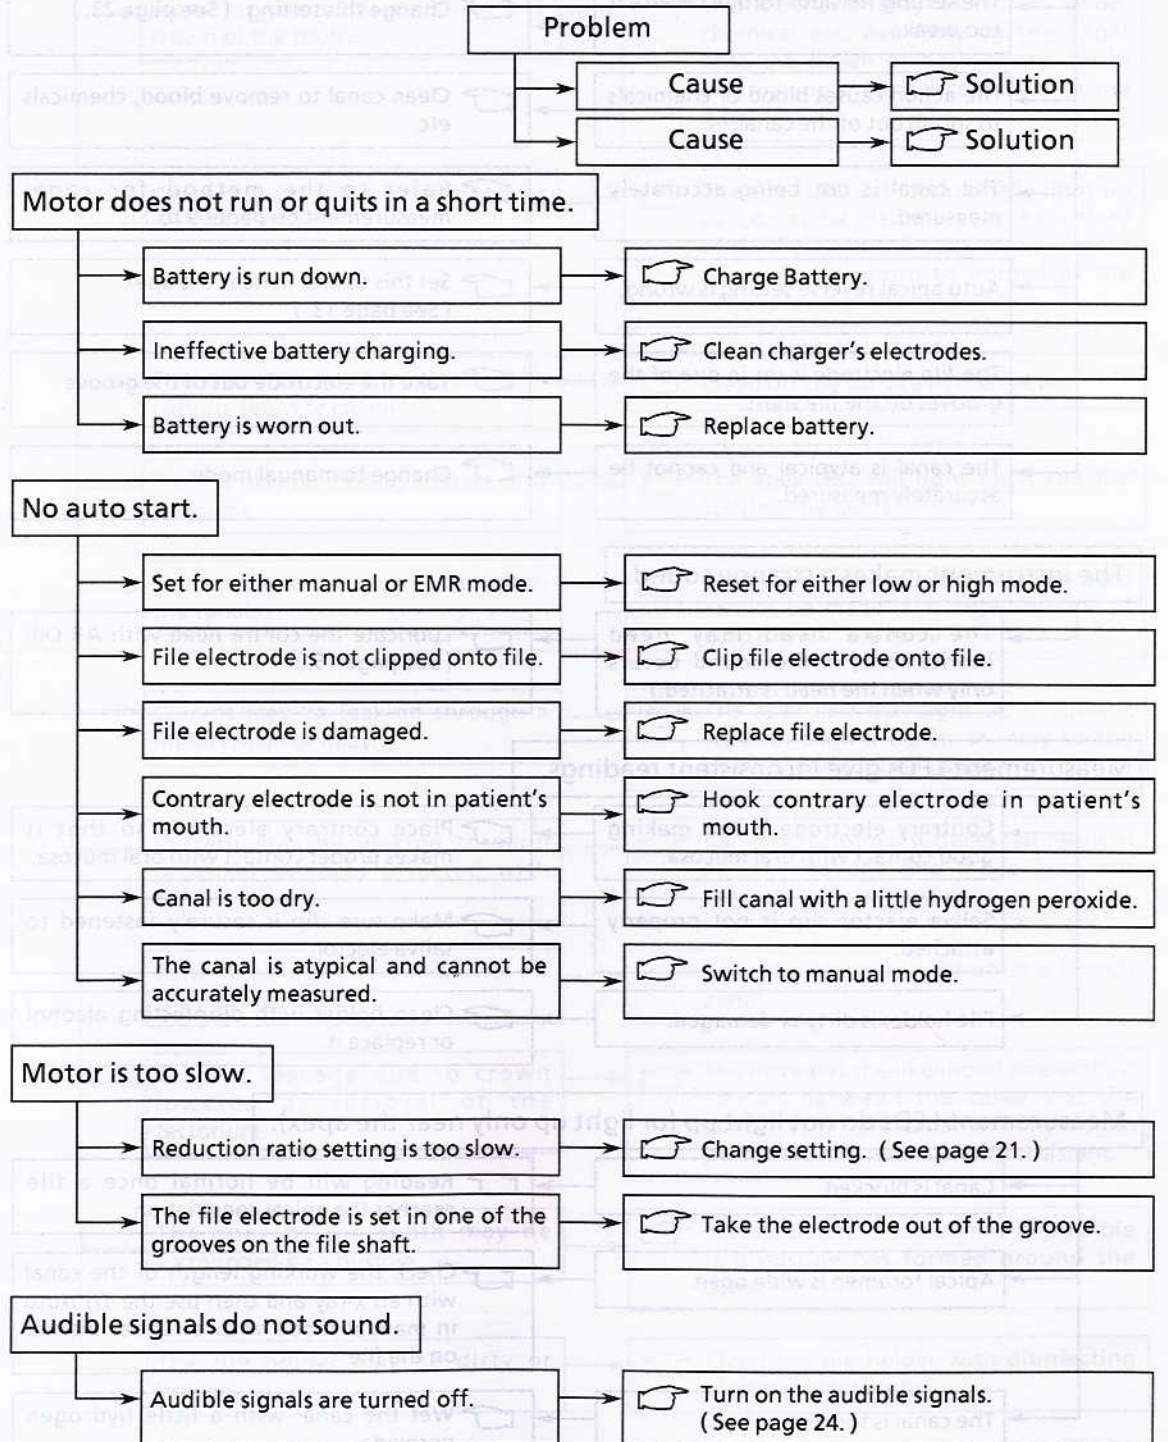 Problem
Cause
Solution
Cause
Solution
Motor does not run or quits in a short time.
Battery is run down.
Charge Battery.
Ineffective battery charging.
Clean charger's electrodes.
Battery is worn out.
Replace battery.
No auto start.
Set for either manual or EMR mode.
Reset for either low or high mode.
File electrode is not clipped onto file.
Clip file electrode onto file.
File electrode is damaged.
Replace file electrode.
Contrary electrode is not in patient's
mouth.
Hook contrary electrode in patient's
mouth.
Canal is too dry.
Fill canal with a little hydrogen peroxide.
The canal is atypical and cannot be
accurately measured.
Switch to manual mode.
Motor is too slow.
Reduction ratio setting is too slow.
Change setting. (See page 21.)
The file electrode is set in one of the
grooves on the file shaft.
Take the electrode out of the groove.
Audible signals do not sound.
Audible signals are turned off.
Turn on the audible signals.
(See page 24.)